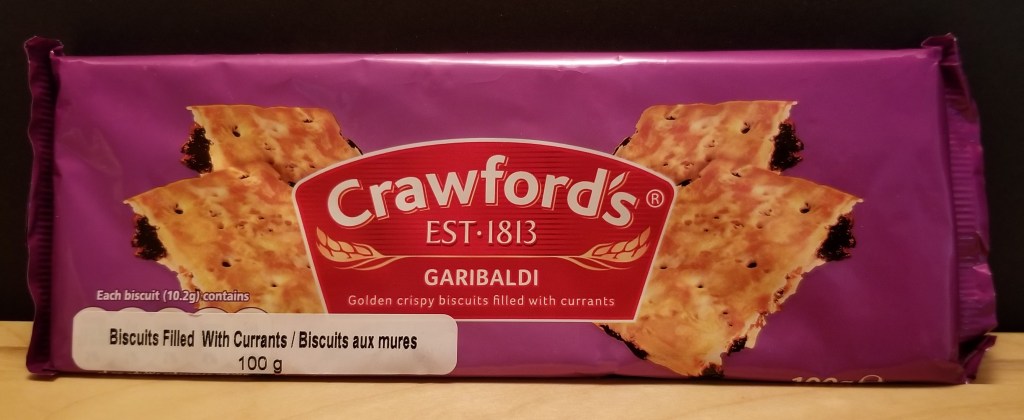 Crawford's®
EST·1813
GARIBALDI
Golden crispy biscuits filled with currants
Each biscuit (10.2g) contains
Biscuits Filled With Currants / Biscuits aux mures
100 g